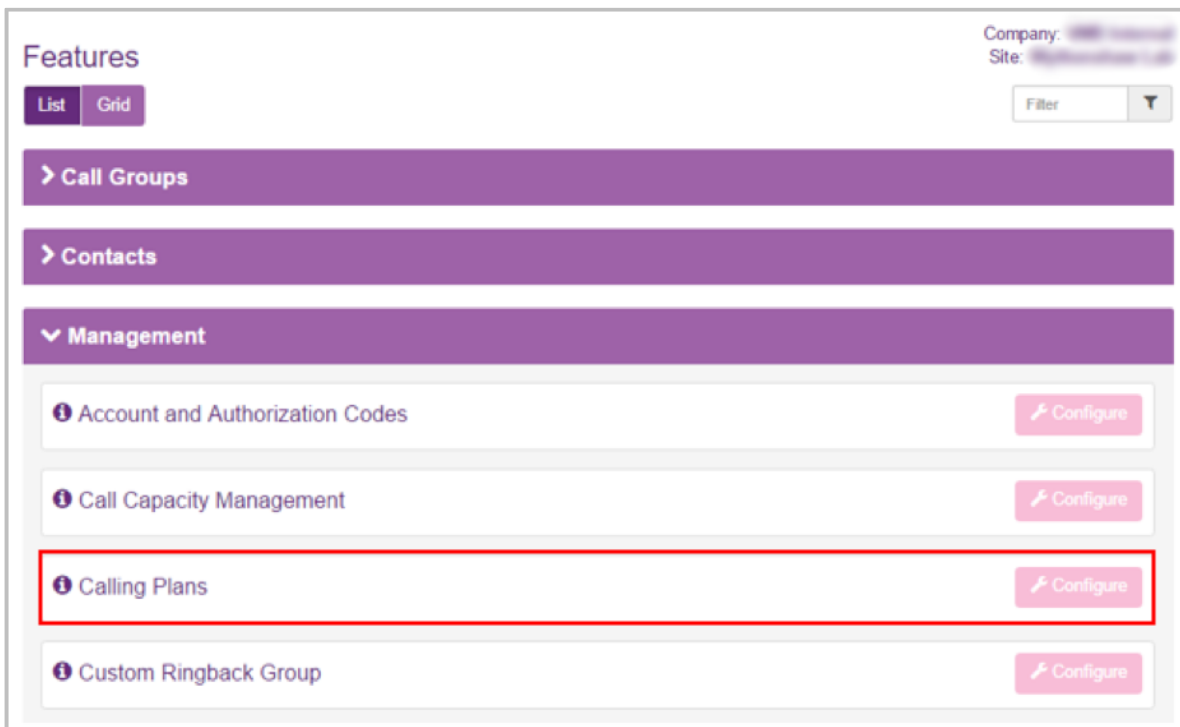 Company:
Features
Site:
List Grid
Filter
Call Groups
Contacts
Management
Account and Authorization Codes
Configure
Call Capacity Management
Configure
Calling Plans
Configure
Custom Ringback Group
Configure